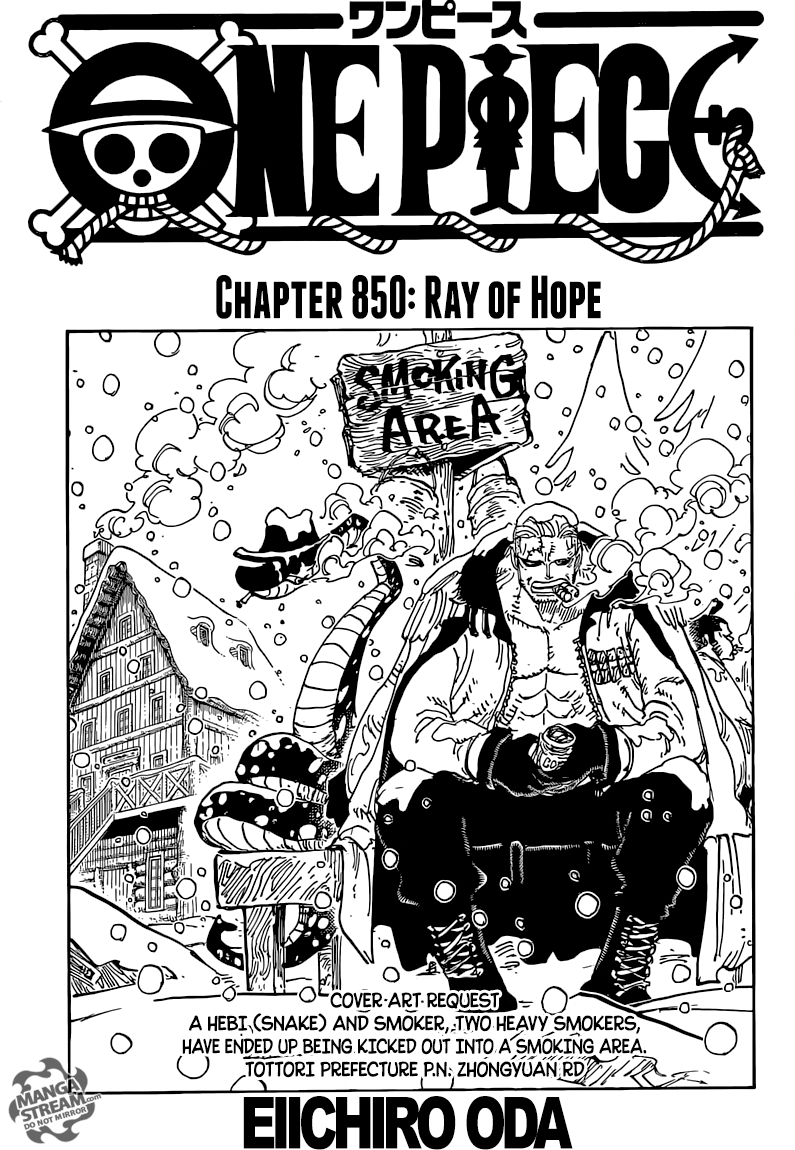 ワンピース
ONE PIECE
CHAPTER 850: RAY OF HOPE
SMOKING
AREA
COVER ART REQUEST
A HEBI (SNAKE) AND SMOKER, TWO HEAVY SMOKERS,
HAVE ENDED UP BEING KICKED OUT INTO A SMOKING AREA.
TOTTORI PREFECTURE P.N. ZHONGYUAN RD
MANGA
STREAM.com
DO NOT MIRROR
EIICHIRO ODA